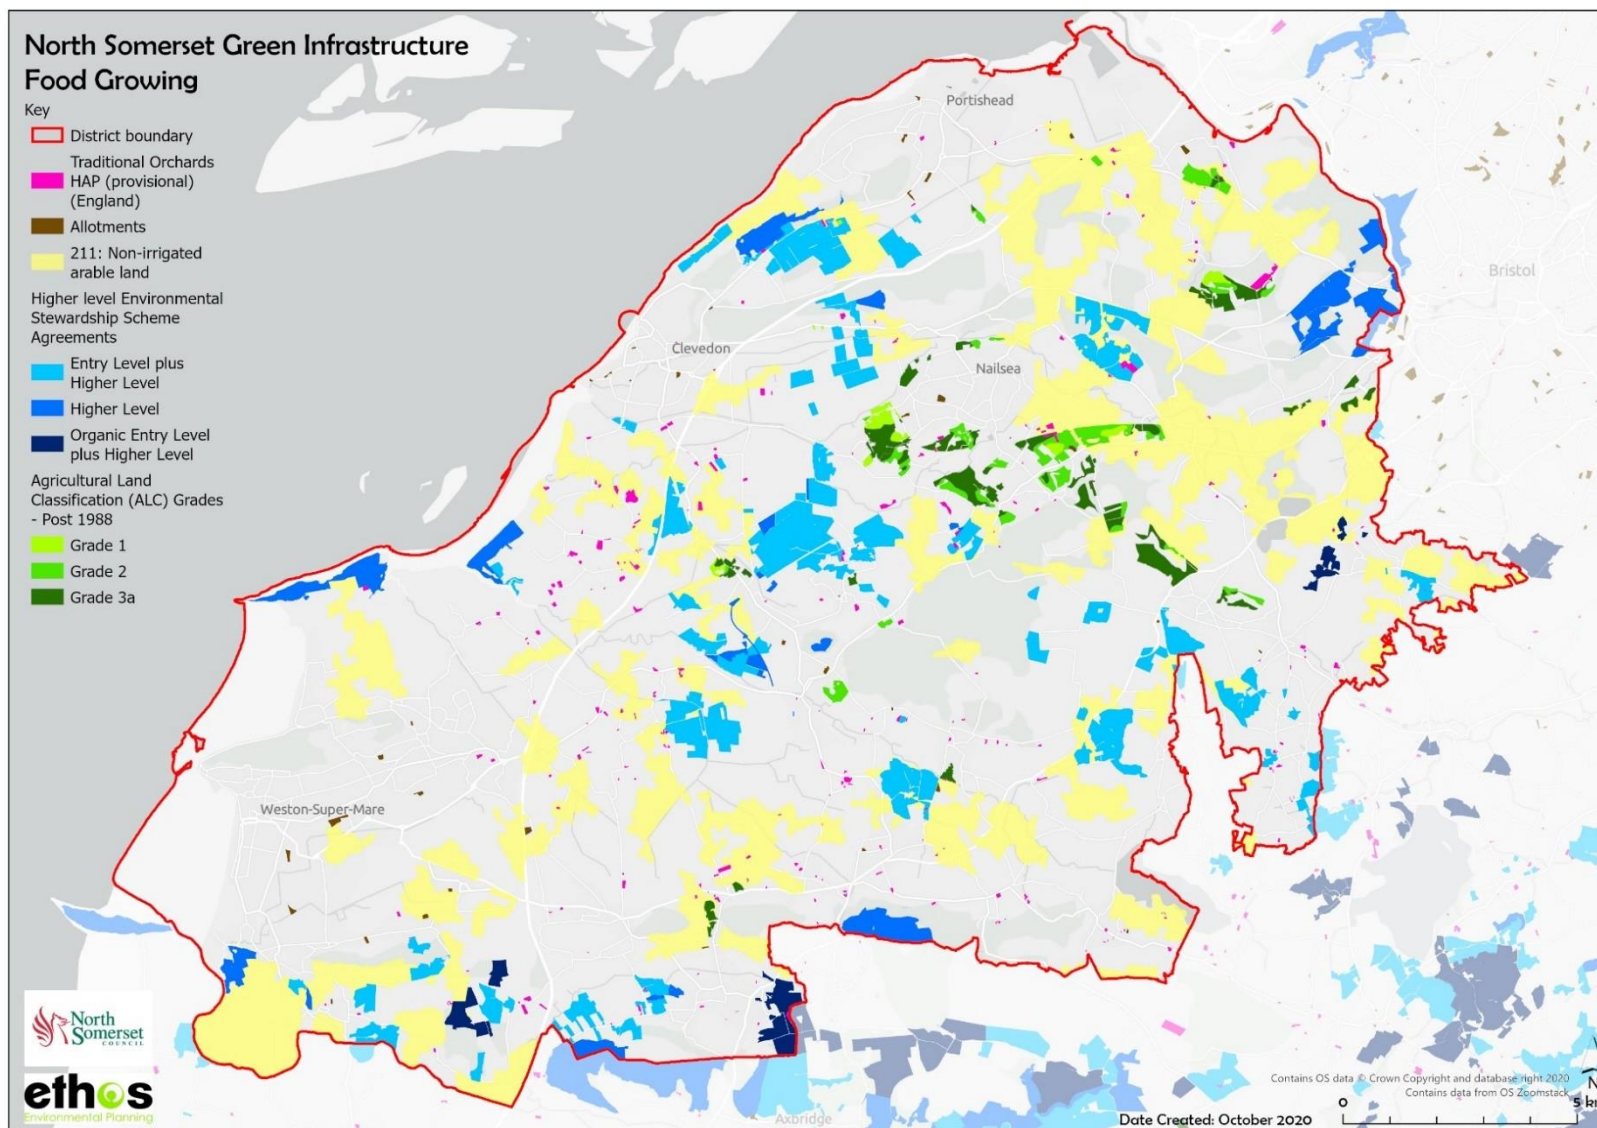 North Somerset Green Infrastructure
Food Growing
Key
District boundary
Traditional Orchards
HAP (provisional)
(England)
Allotments
211: Non-irrigated
arable land
Higher level Environmental
Stewardship Scheme
Agreements
Entry Level plus
Higher Level
Higher Level
Organic Entry Level
plus Higher Level
Agricultural Land
Classification (ALC) Grades
- Post 1988
Grade 1
Grade 2
Grade 3a
Portishead
Bristol
Clevedon
Nailsea
Weston-Super-Mare
Axbridge
North
Somerset
COUNCIL
ethos
Environmental Planning
Contains OS data © Crown Copyright and database right 2020
Contains data from OS Zoomstack
Date Created: October 2020
0
5 km
N